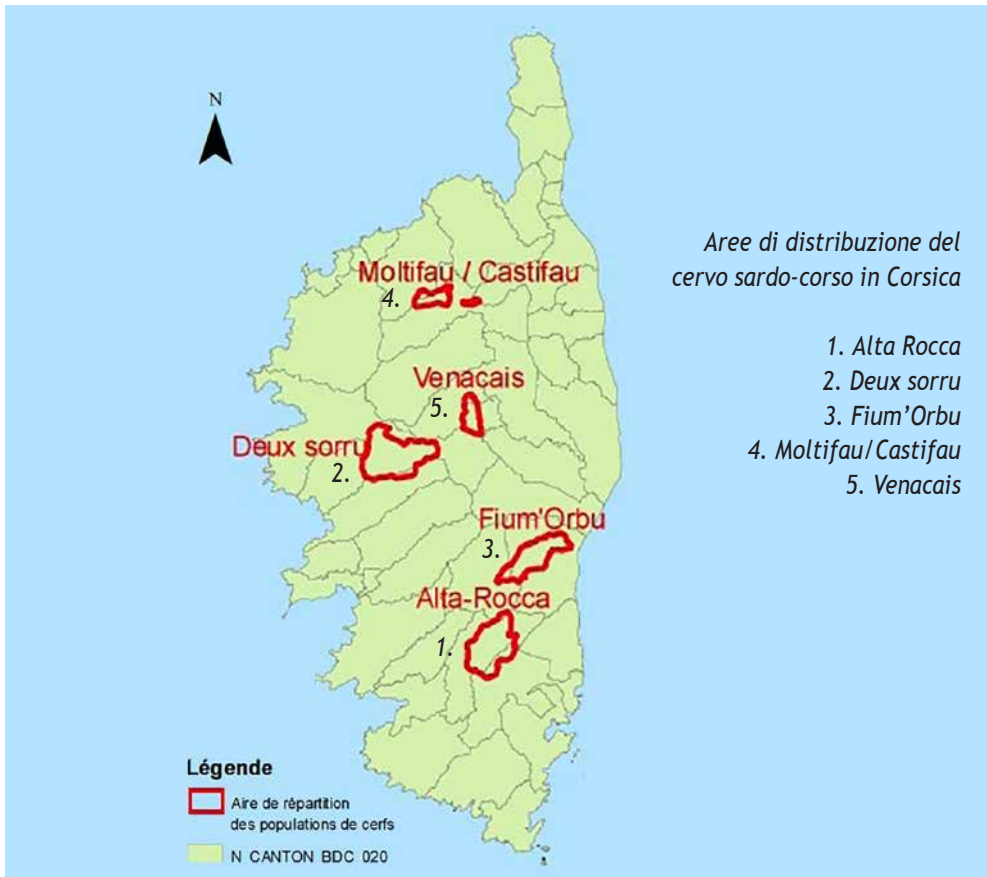 N
Aree di distribuzione del
cervo sardo-corso in Corsica
1. Alta Rocca
2. Deux sorru
3. Fium'Orbu
4. Moltifau/Castifau
5. Venacais
Moltifau / Castifau
4.
Venacais
5.
Deux sorru
2.
Fium'Orbu
3.
Alta-Rocca
1.
Légende
Aire de répartition
des populations de cerfs
N CANTON BDC 020